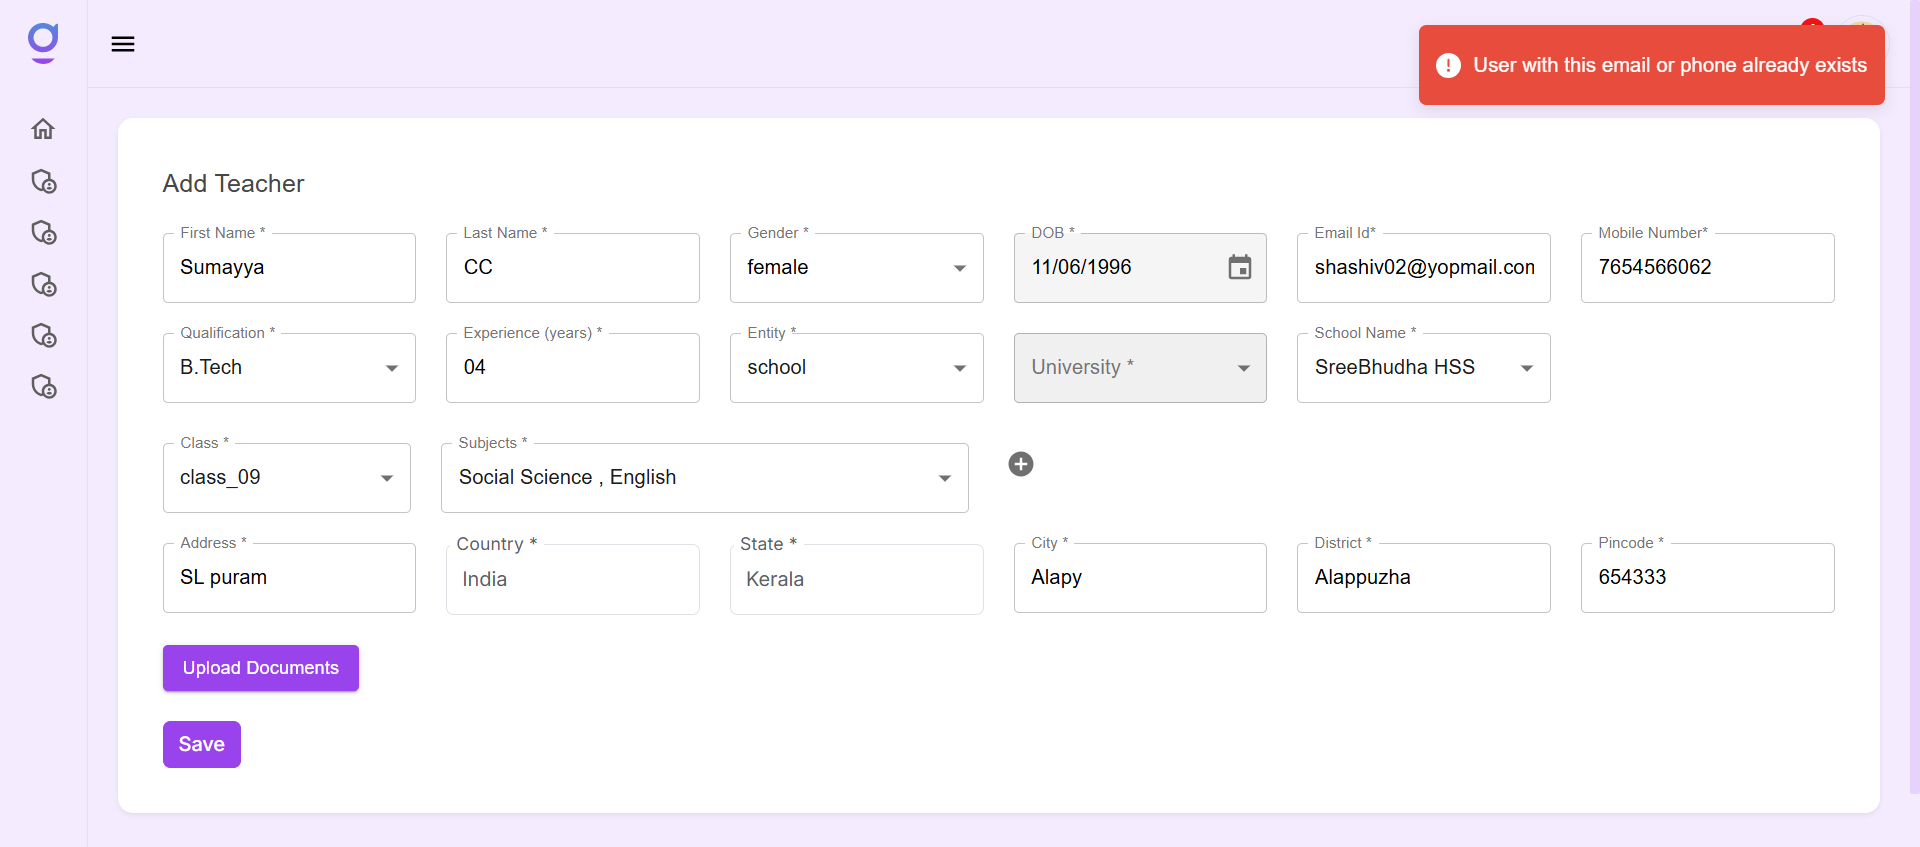 User with this email or phone already exists
Add Teacher
First Name *
Sumayya
Last Name *
CC
Gender *
female
DOB *
11/06/1996
Email Id*
shashiv02@yopmail.com
Mobile Number*
7654566062
Qualification *
B.Tech
Experience (years) *
04
Entity *
school
University *
School Name *
SreeBhudha HSS
Class *
class_09
Subjects *
Social Science , English
Address *
SL puram
Country *
India
State *
Kerala
City *
Alapy
District *
Alappuzha
Pincode *
654333
Upload Documents
Save